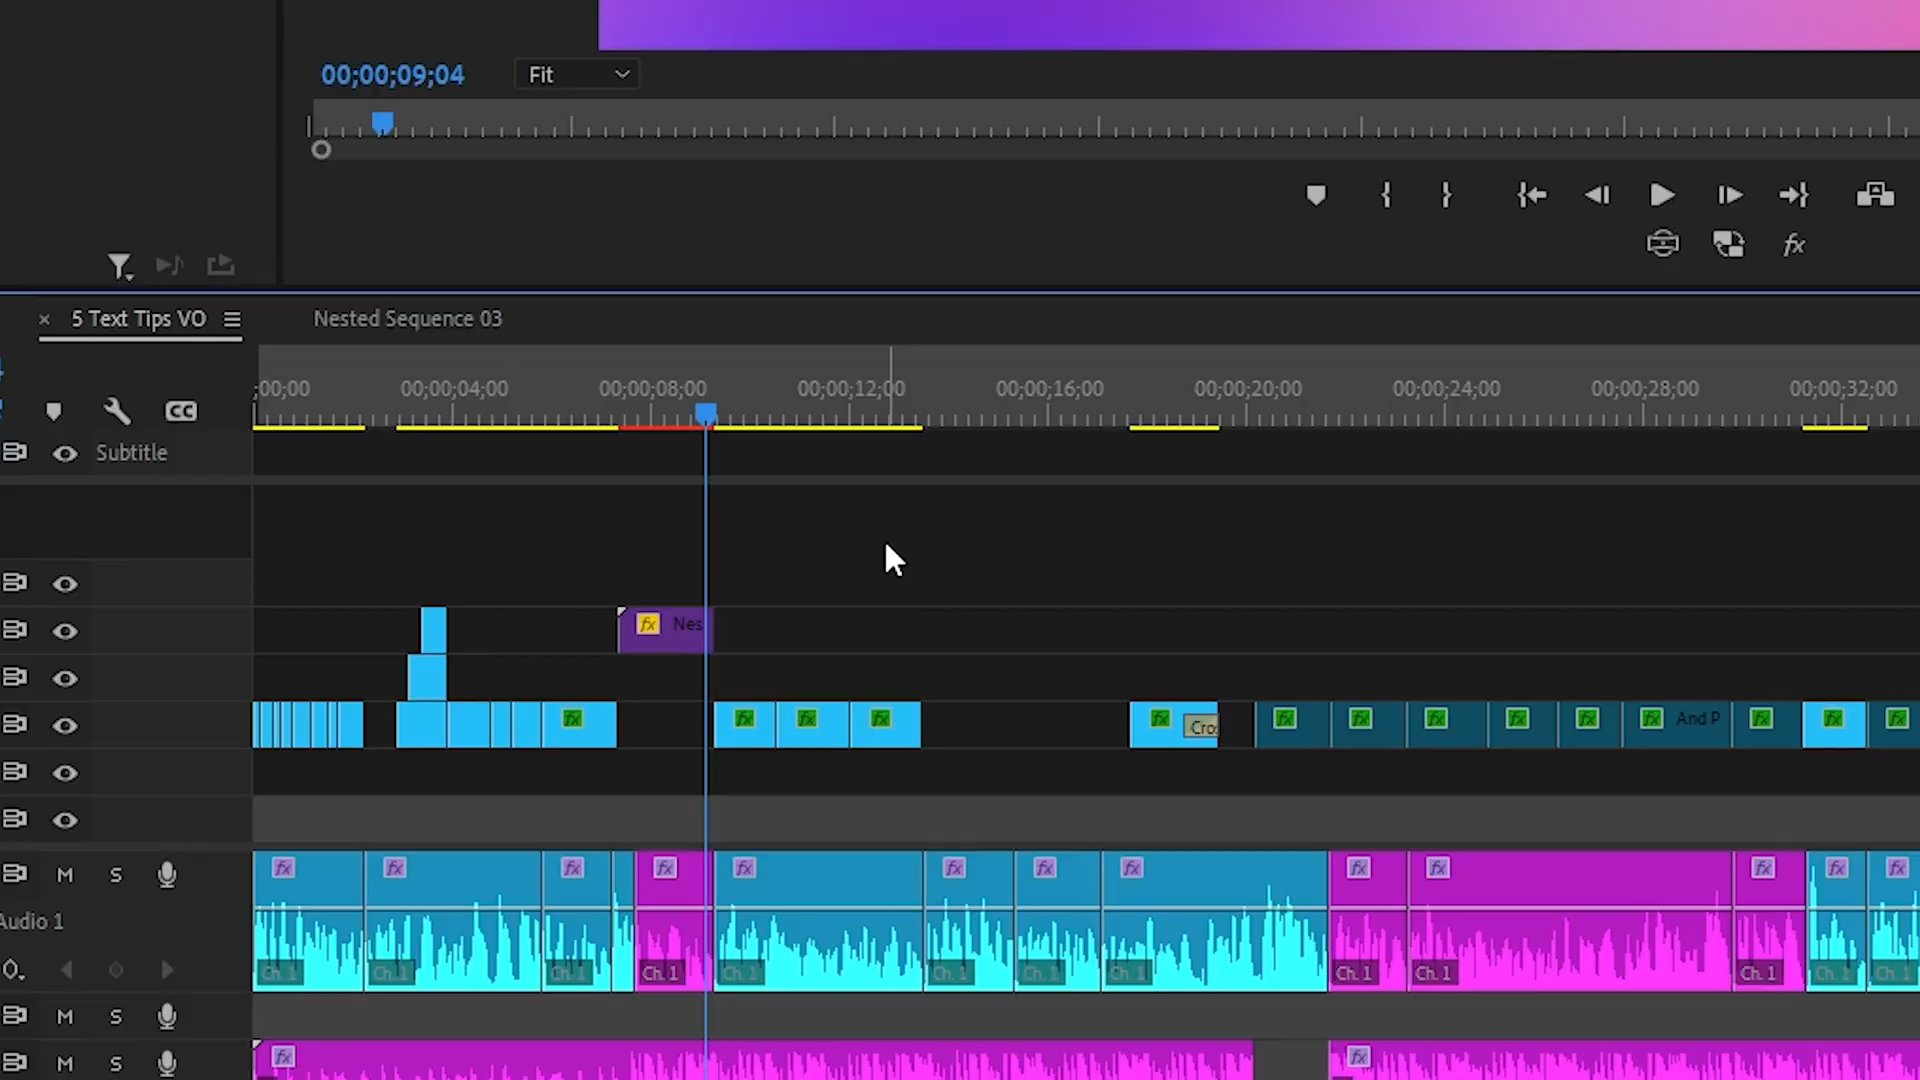 00;00;09;04 Fit
fx
5 Text Tips VO Nested Sequence 03
;00;00 00;00;04;00 00;00;08;00 00;00;12;00 00;00;16;00 00;00;20;00 00;00;24;00 00;00;28;00 00;00;32;00
CC
Subtitle
fx Nes
fx fx fx fx fx Cro fx fx fx fx fx fx And P fx fx fx
M S fx fx fx fx fx fx fx fx fx fx fx fx fx
Audio 1
Ch. 1 Ch. 1 Ch. 1 Ch. 1 Ch. 1 Ch. 1 Ch. 1 Ch. 1 Ch. 1 Ch. 1 Ch. 1 Ch. 1 Ch. 1
M S
M S fx fx